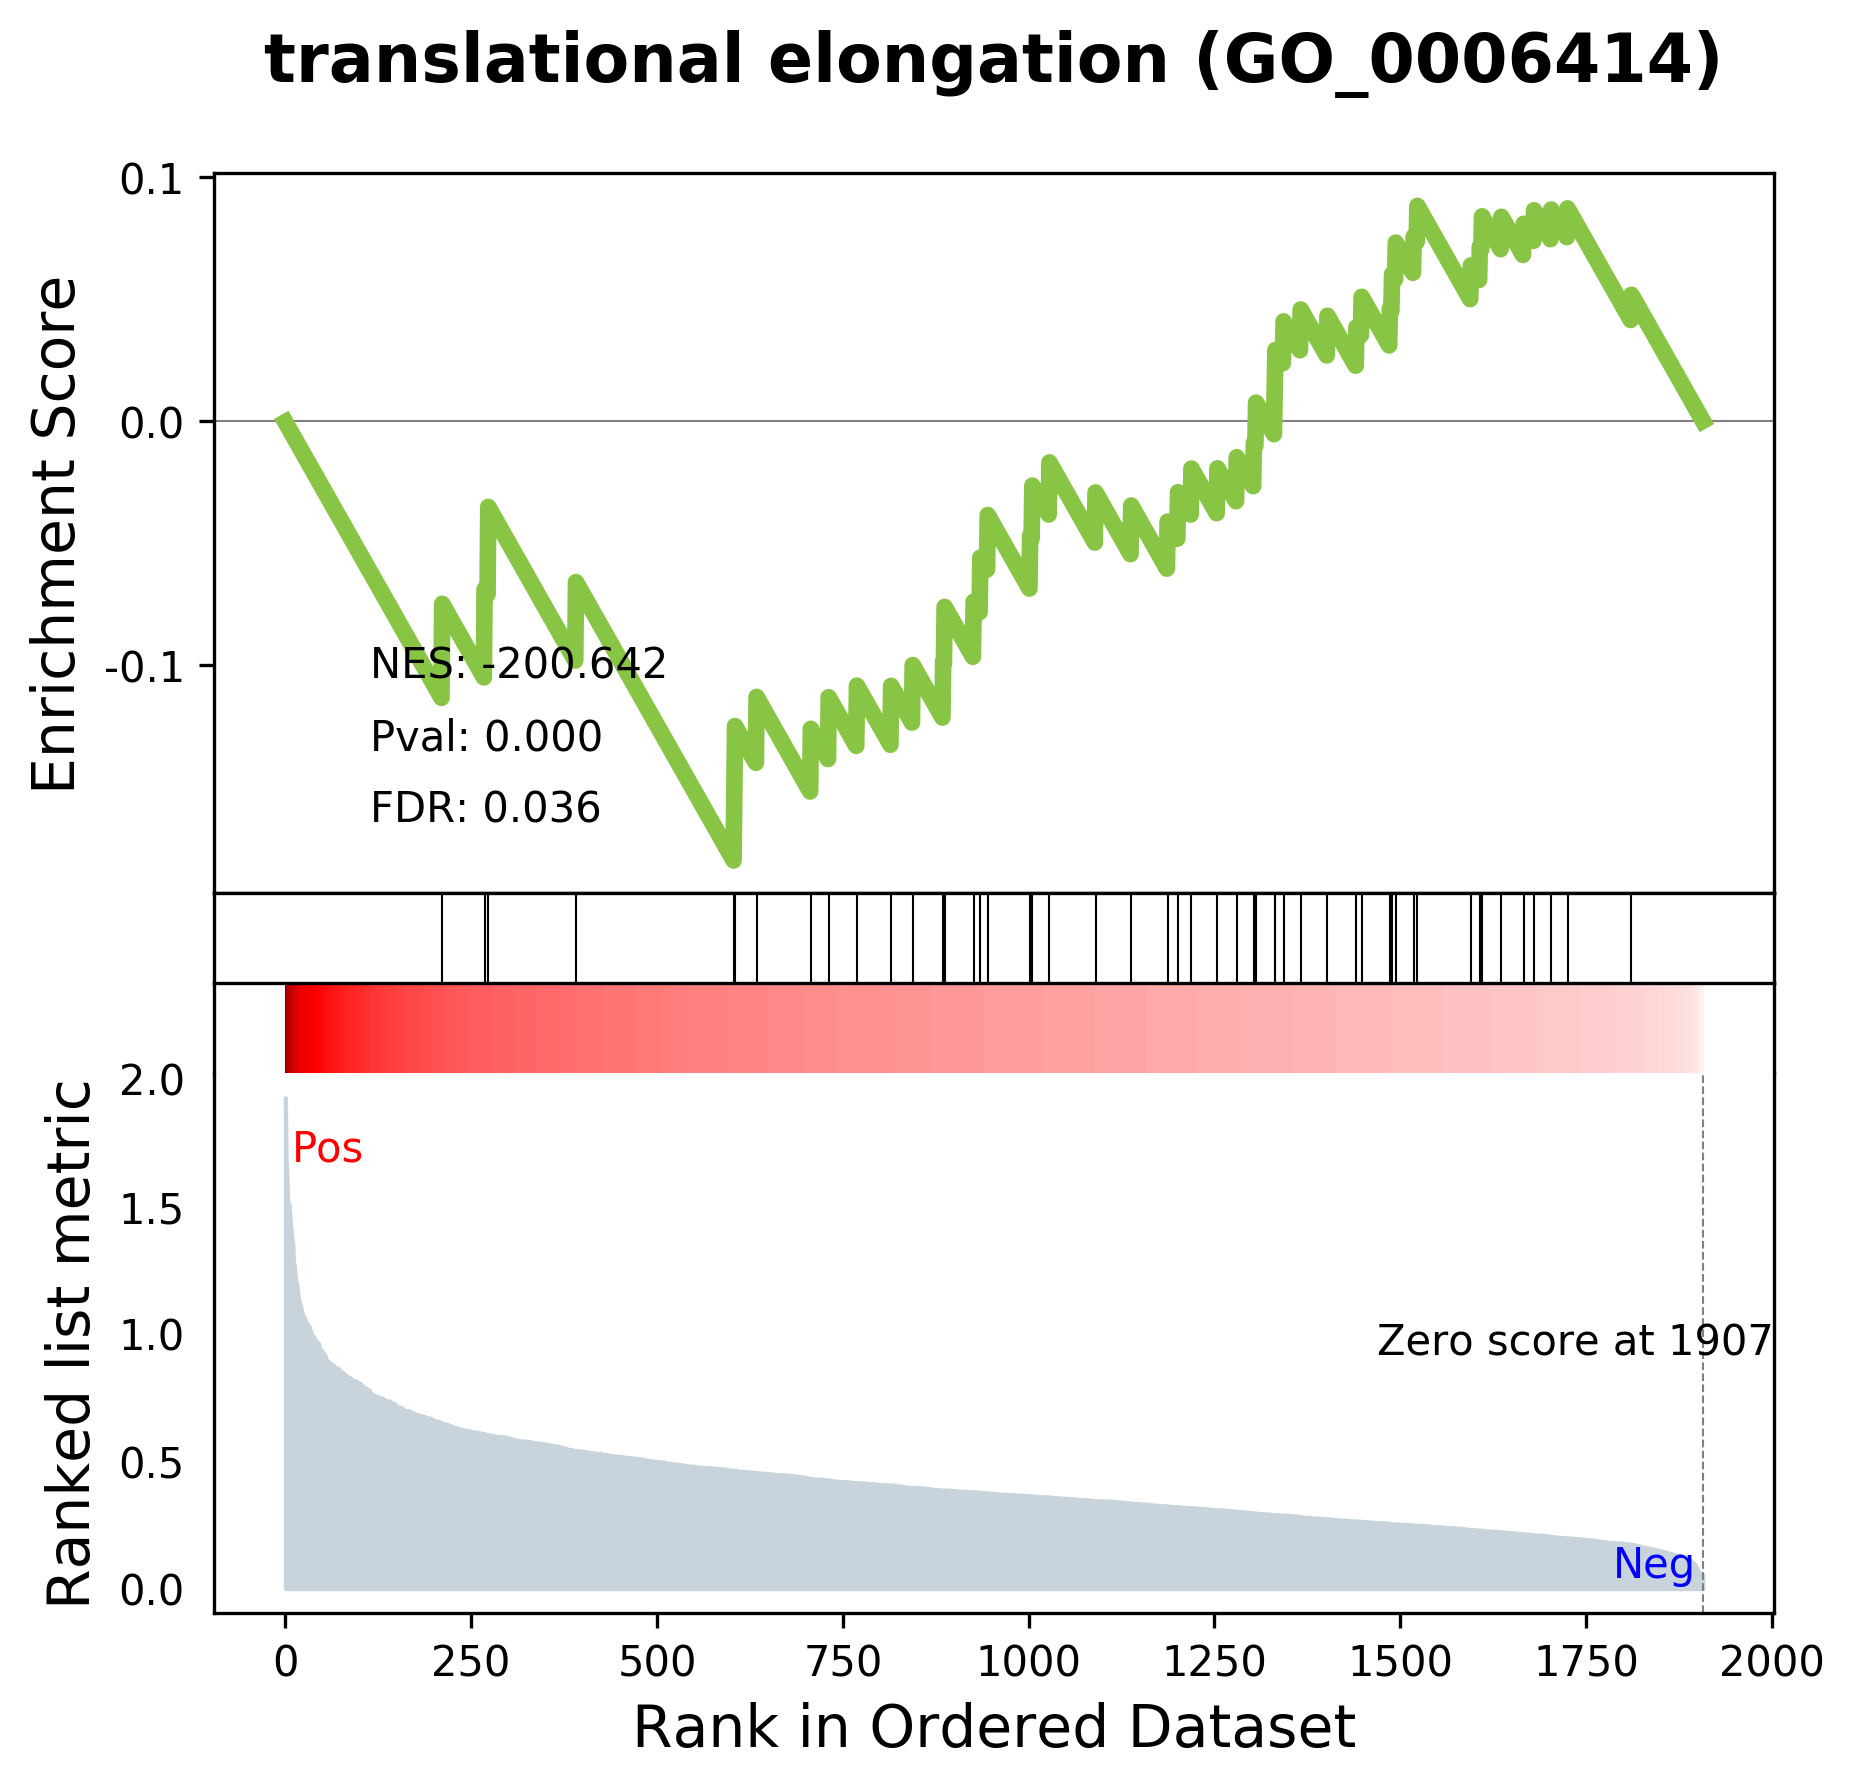 translational elongation (GO_0006414)
Enrichment Score
0.1
0.0
-0.1
NES: -200.642
Pval: 0.000
FDR: 0.036
Ranked list metric
2.0
1.5
1.0
0.5
0.0
Pos
Zero score at 1907
Neg
0 250 500 750 1000 1250 1500 1750 2000
Rank in Ordered Dataset